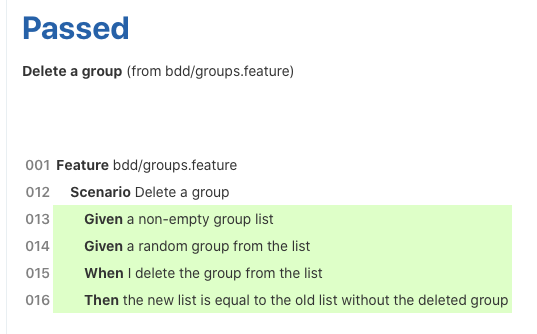 Passed
Delete a group (from bdd/groups.feature)
001 Feature bdd/groups.feature
012 Scenario Delete a group
013 Given a non-empty group list
014 Given a random group from the list
015 When I delete the group from the list
016 Then the new list is equal to the old list without the deleted group